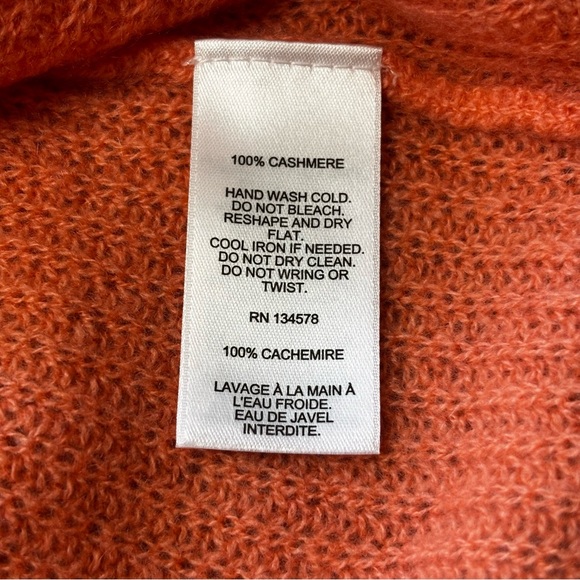 100% CASHMERE
HAND WASH COLD.
DO NOT BLEACH.
RESHAPE AND DRY
FLAT.
COOL IRON IF NEEDED.
DO NOT DRY CLEAN.
DO NOT WRING OR
TWIST.
RN 134578
100% CACHEMIRE
LAVAGE À LA MAIN À
L'EAU FROIDE.
EAU DE JAVEL
INTERDITE.